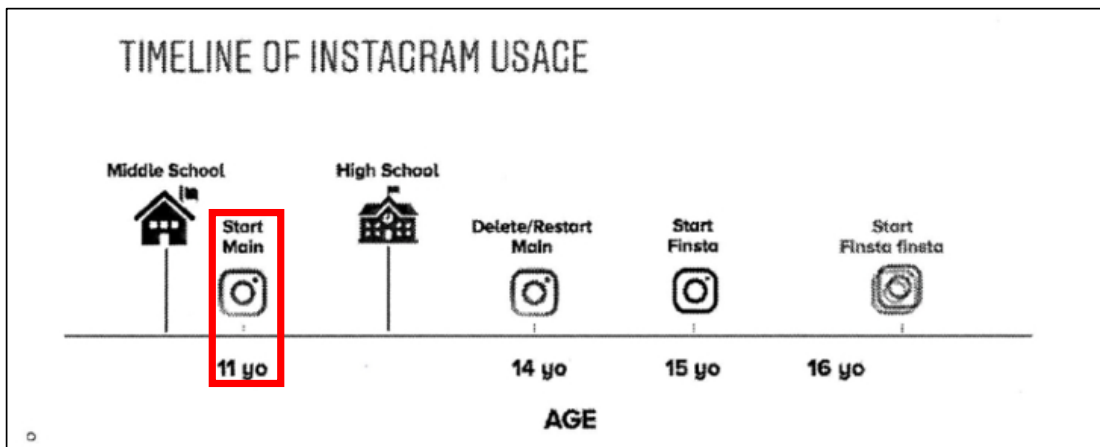 TIMELINE OF INSTAGRAM USAGE
Middle School
High School
Start
Main
Delete/Restart
Main
Start
Finsta
Start
Finsta finsta
11 yo
14 yo
15 yo
16 yo
AGE